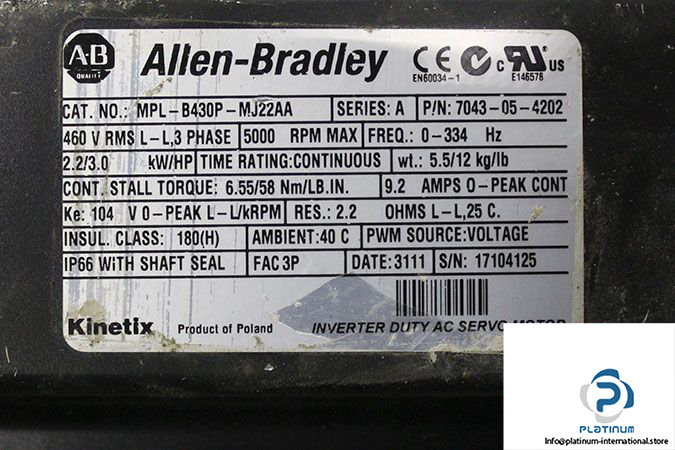 AB
QUALITY
Allen-Bradley
CE c UR US
EN60034-1 E146578
CAT. NO.: MPL-B430P-MJ22AA SERIES: A P/N: 7043-05-4202
460 V RMS L-L,3 PHASE 5000 RPM MAX FREQ.: 0-334 Hz
2.2/3.0 kW/HP TIME RATING:CONTINUOUS wt.: 5.5/12 kg/lb
CONT. STALL TORQUE: 6.55/58 Nm/LB.IN. 9.2 AMPS 0-PEAK CONT
Ke: 104 V 0-PEAK L-L/kRPM RES.: 2.2 OHMS L-L,25 C.
INSUL. CLASS: 180(H) AMBIENT:40 C PWM SOURCE:VOLTAGE
IP66 WiTH SHAFT SEAL FAC 3P DATE:3111 S/N: 17104125
Kinetix Product of Poland INVERTER DUTY AC SERVO MOTOR
PLATINUM
Info@platinum-international.store